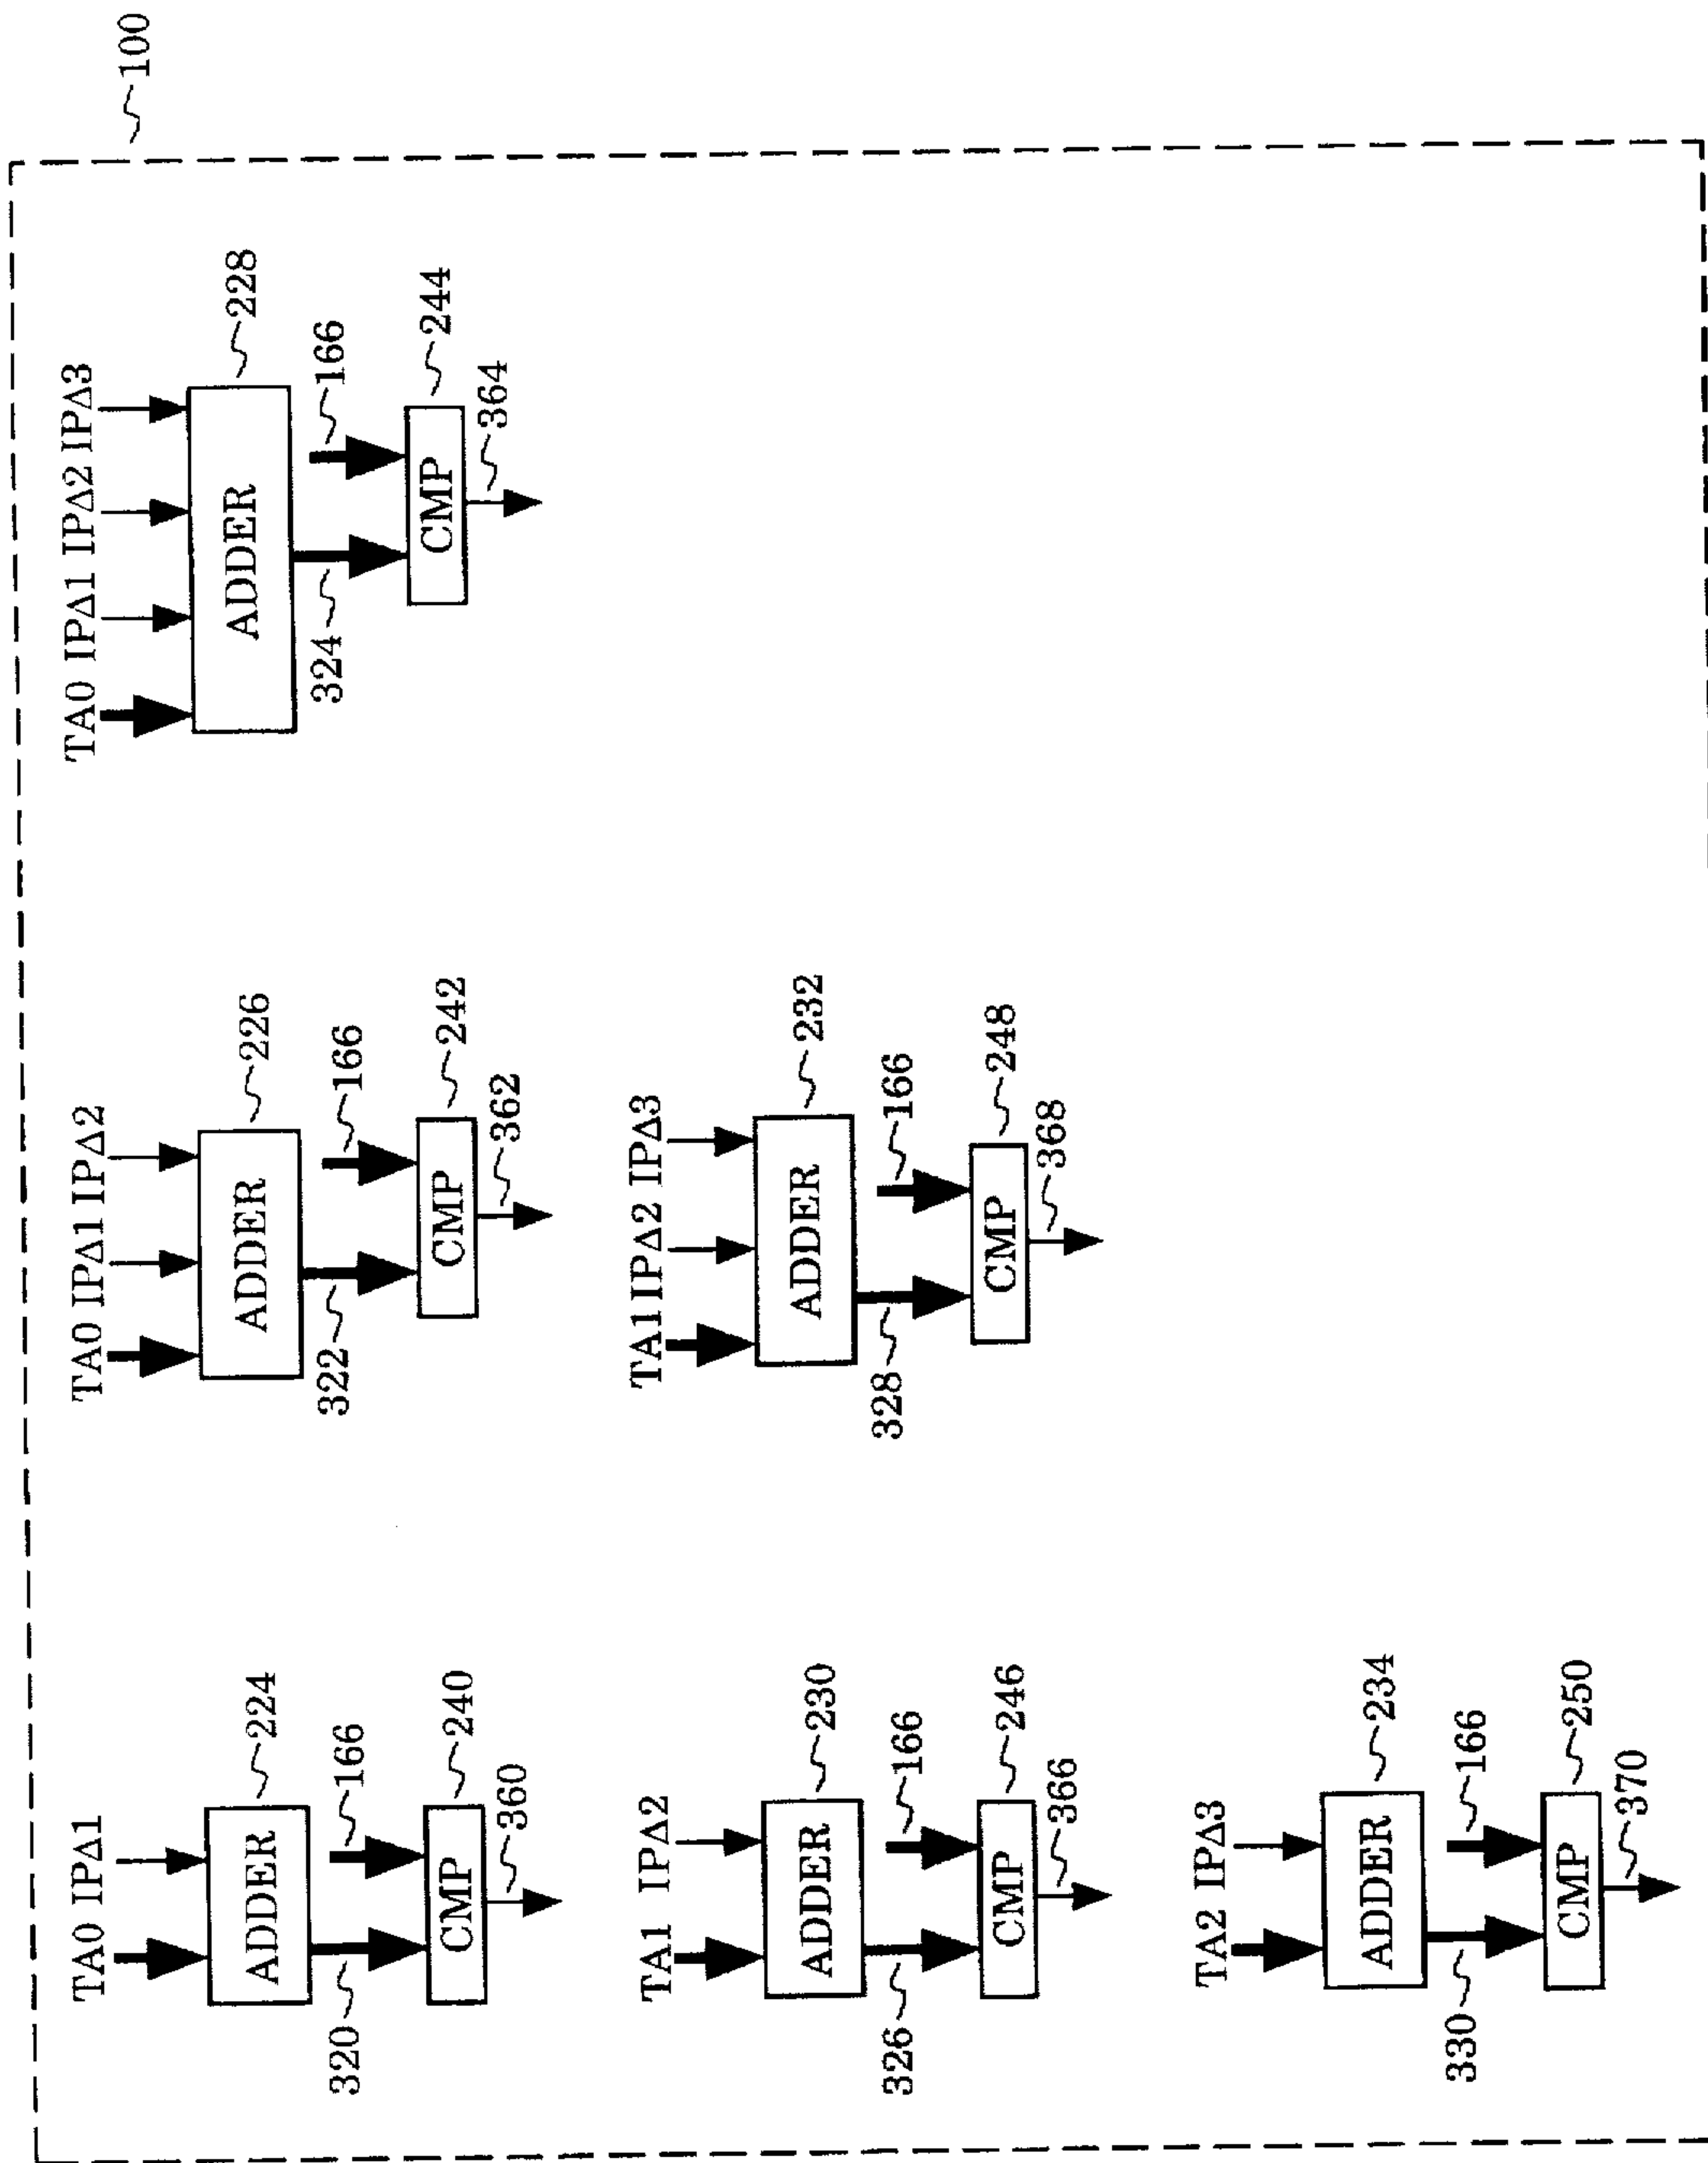 100
TA0 IPΔ1
224
ADDER
320
166
240
CMP
360
TA0 IPΔ1 IPΔ2
226
ADDER
322
166
242
CMP
362
TA0 IPΔ1 IPΔ2 IPΔ3
228
ADDER
324
166
244
CMP
364
TA1 IPΔ2
230
ADDER
326
166
246
CMP
366
TA1 IPΔ2 IPΔ3
232
ADDER
328
166
248
CMP
368
TA2 IPΔ3
234
ADDER
330
166
250
CMP
370